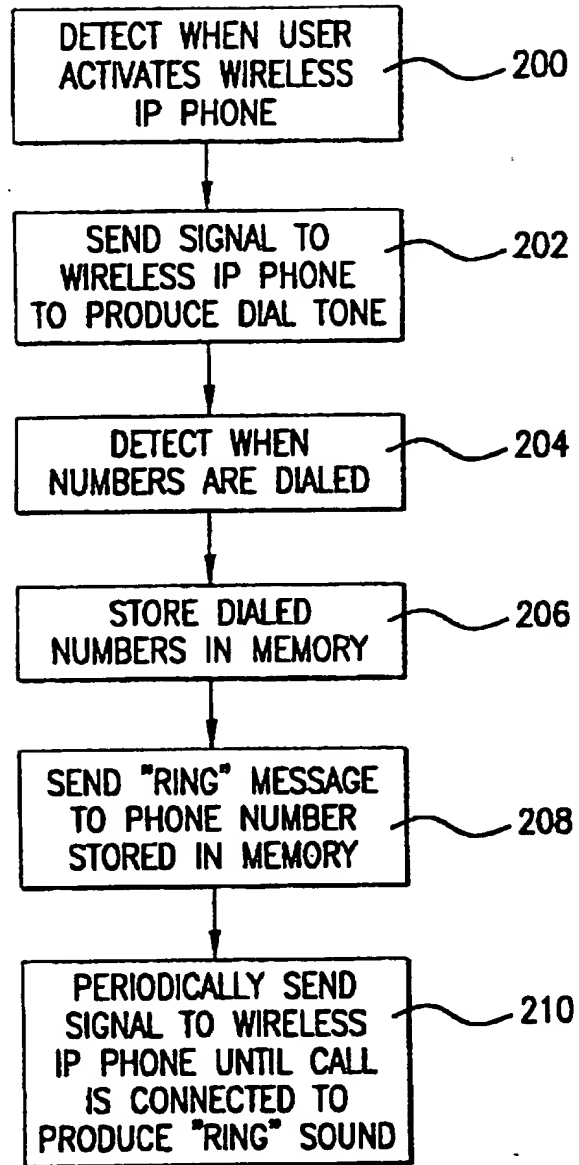 DETECT WHEN USER
ACTIVATES WIRELESS
IP PHONE
200
SEND SIGNAL TO
WIRELESS IP PHONE
TO PRODUCE DIAL TONE
202
DETECT WHEN
NUMBERS ARE DIALED
204
STORE DIALED
NUMBERS IN MEMORY
206
SEND "RING" MESSAGE
TO PHONE NUMBER
STORED IN MEMORY
208
PERIODICALLY SEND
SIGNAL TO WIRELESS
IP PHONE UNTIL CALL
IS CONNECTED TO
PRODUCE "RING" SOUND
210